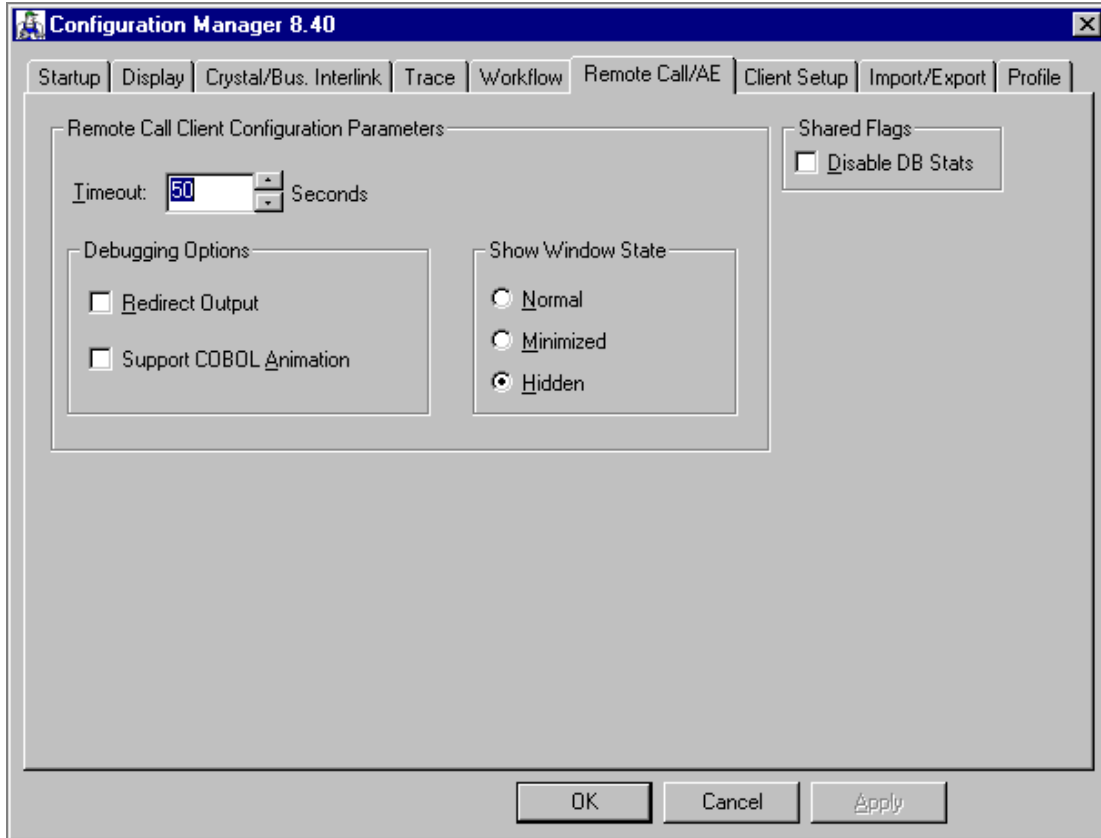 Configuration Manager 8.40
Startup Display Crystal/Bus. Interlink Trace Workflow Remote Call/AE Client Setup Import/Export Profile
Remote Call Client Configuration Parameters
Timeout: 50 Seconds
Debugging Options
Redirect Output
Support COBOL Animation
Show Window State
Normal
Minimized
Hidden
Shared Flags
Disable DB Stats
OK Cancel Apply